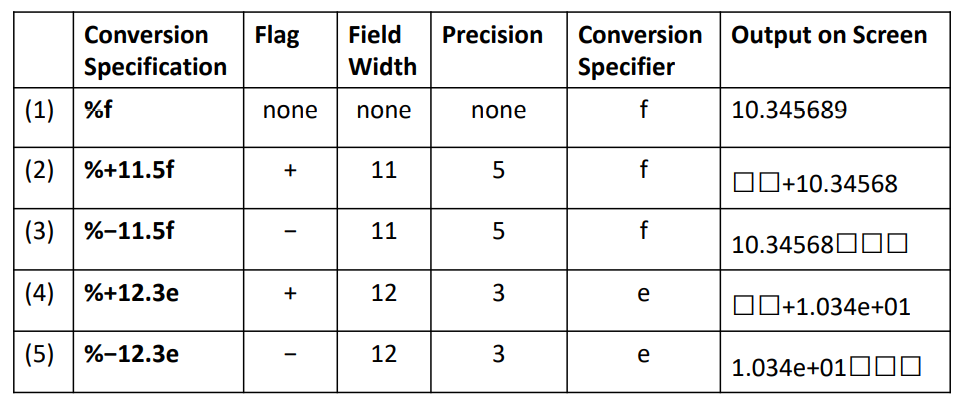 Conversion Specification Flag Field Width Precision Conversion Specifier Output on Screen
(1) %f none none none f 10.345689
(2) %+11.5f + 11 5 f □□+10.34568
(3) %−11.5f − 11 5 f 10.34568□□□
(4) %+12.3e + 12 3 e □□+1.034e+01
(5) %−12.3e − 12 3 e 1.034e+01□□□